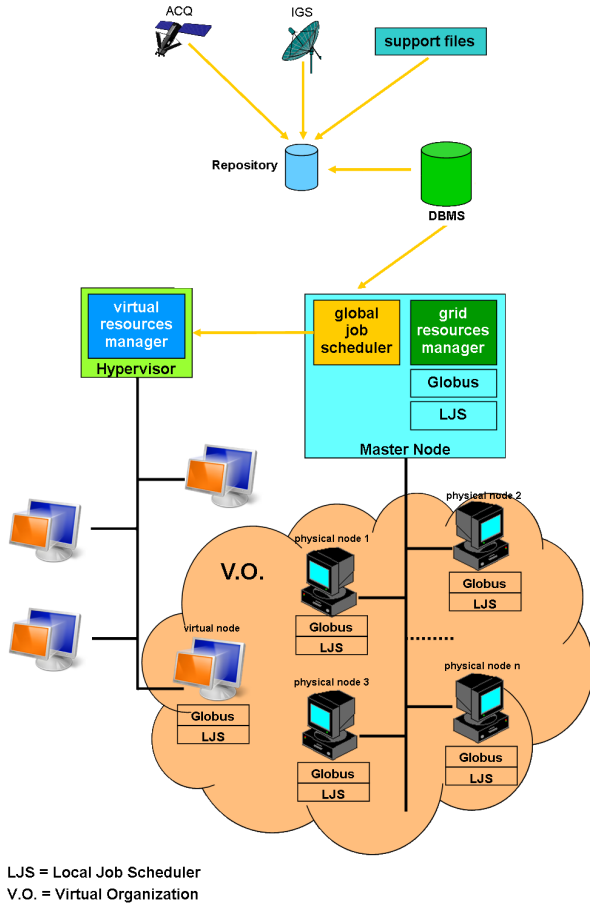 ACQ
IGS
support files
Repository
DBMS
virtual
resources
manager
Hypervisor
global
job
scheduler
grid
resources
manager
Globus
LJS
Master Node
physical node 2
Globus
LJS
physical node 1
V.O.
Globus
LJS
virtual node
Globus
LJS
physical node 3
Globus
LJS
physical node n
Globus
LJS
LJS = Local Job Scheduler
V.O. = Virtual Organization